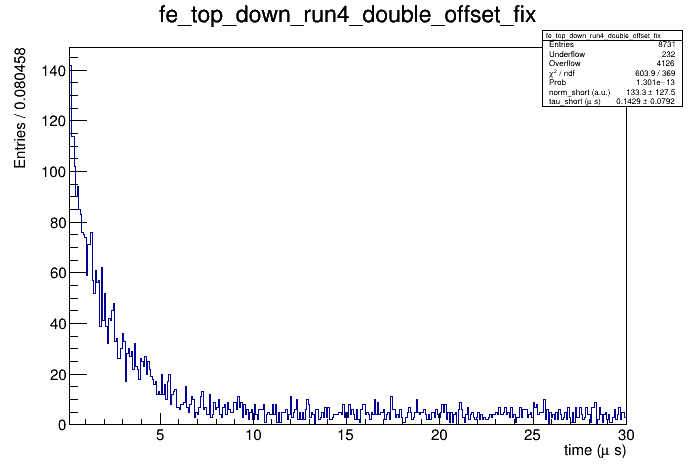 fe_top_down_run4_double_offset_fix
fe_top_down_run4_double_offset_fix
Entries 8731
Underflow 232
Overflow 4126
χ² / ndf 603.9 / 369
Prob 1.301e−13
norm_short (a.u.) 133.3 ± 127.5
tau_short (μ s) 0.1429 ± 0.0792
Entries / 0.080458
140
120
100
80
60
40
20
0
5 10 15 20 25 30
time (μ s)